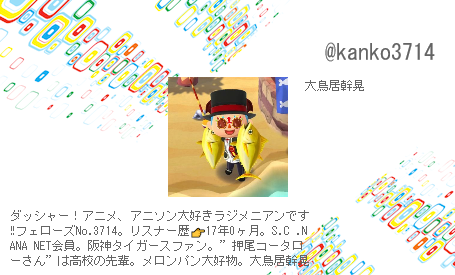 @kanko3714
大鳥居幹晃
ダッシャー！アニメ、アニソン大好きラジメニアンです
‼フェローズNo.3714。リスナー歴👉17年0ヶ月。S.C .N
ANA NET会員。阪神タイガースファン。”押尾コータロ
ーさん”は高校の先輩。メロンパン大好物。大鳥居幹晃